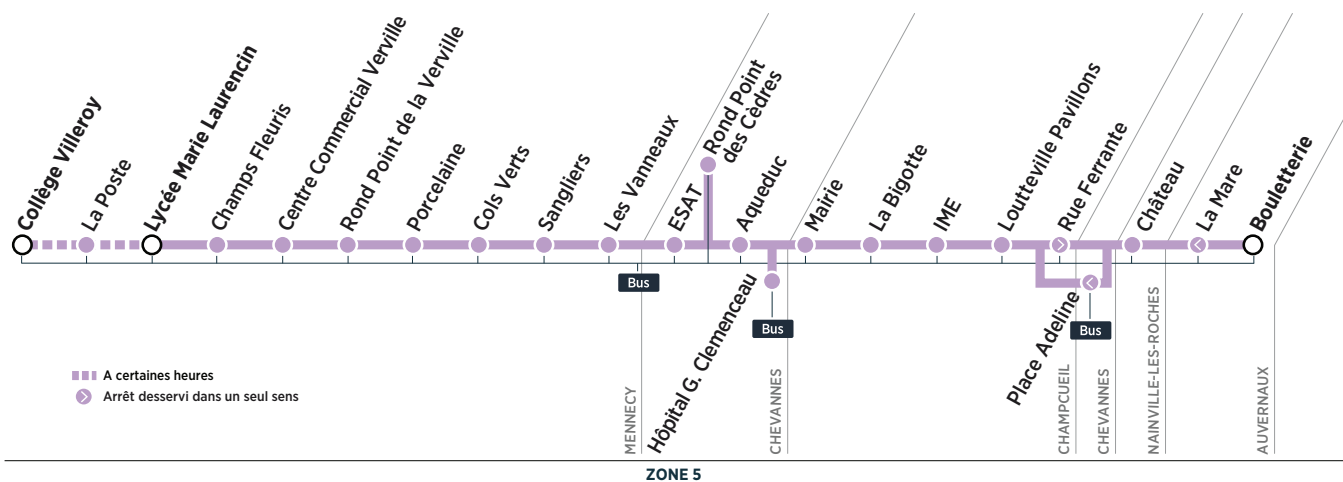 Collège Villeroy
La Poste
Lycée Marie Laurencin
Champs Fleuris
Centre Commercial Verville
Rond Point de la Verville
Porcelaine
Cols Verts
Sangliers
Les Vanneaux
ESAT
Rond Point
des Cèdres
Aqueduc
Mairie
La Bigotte
IME
Loutteville Pavillons
Rue Ferrante
Château
La Mare
Bouletterie
Bus
Hôpital G. Clemenceau
Bus
Place Adeline
Bus
A certaines heures
Arrêt desservi dans un seul sens
MENNECY
CHEVANNES
CHAMPCUEIL
CHEVANNES
NAINVILLE-LES-ROCHES
AUVERNAUX
ZONE 5